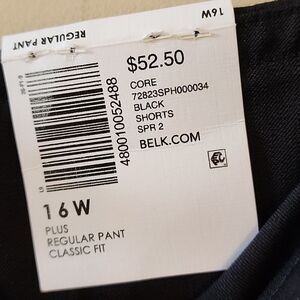 REGULAR PANT
16W
$52.50
CORE
72823SPH000034
BLACK
SHORTS
SPR 2
BELK.COM
480010052488
16W
PLUS
REGULAR PANT
CLASSIC FIT